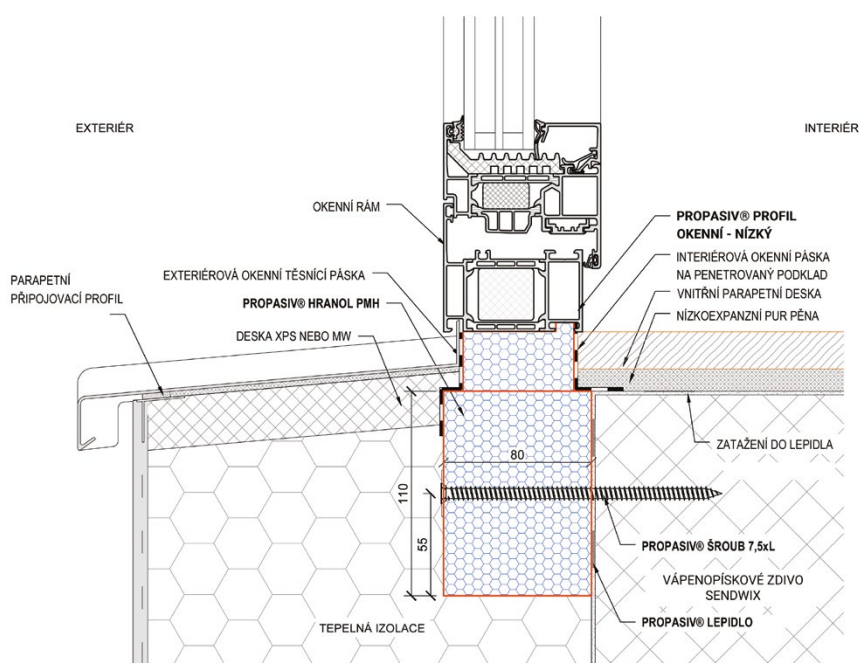 EXTERIÉR
INTERIÉR
OKENNÍ RÁM
PROPASIV® PROFIL
OKENNÍ - NÍZKÝ
INTERIÉROVÁ OKENNÍ PÁSKA
NA PENETROVANÝ PODKLAD
EXTERIÉROVÁ OKENNÍ TĚSNÍCÍ PÁSKA
PARAPETNÍ
PŘIPOJOVACÍ PROFIL
VNITŘNÍ PARAPETNÍ DESKA
PROPASIV® HRANOL PMH
NÍZKOEXPANZNÍ PUR PĚNA
DESKA XPS NEBO MW
ZATAŽENÍ DO LEPIDLA
80
110
55
PROPASIV® ŠROUB 7,5xL
VÁPENOPÍSKOVÉ ZDIVO
SENDWIX
PROPASIV® LEPIDLO
TEPELNÁ IZOLACE